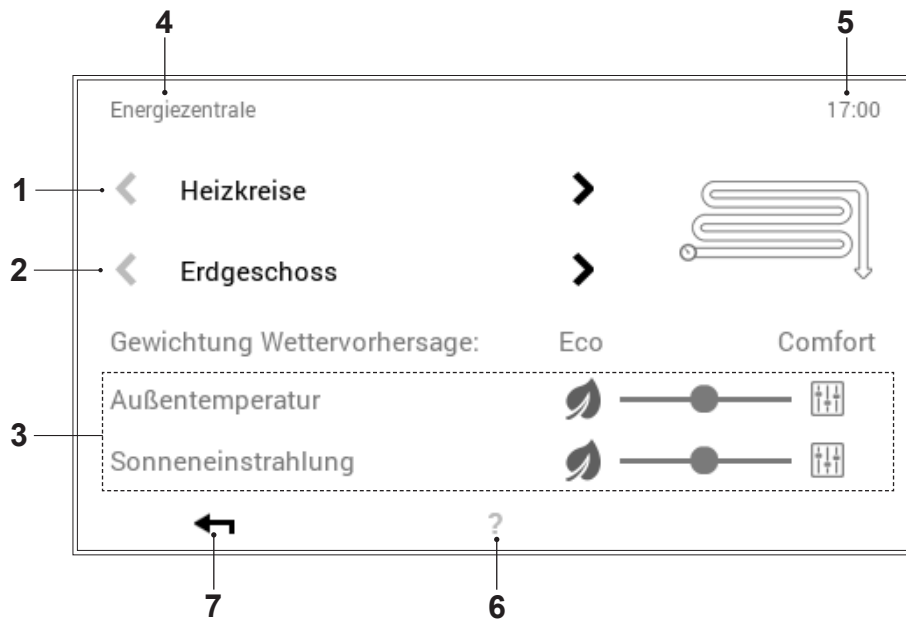 4 5
Energiezentrale 17:00
1 Heizkreise
2 Erdgeschoss
Gewichtung Wettervorhersage: Eco Comfort
Außentemperatur
3
Sonneneinstrahlung
?
7 6